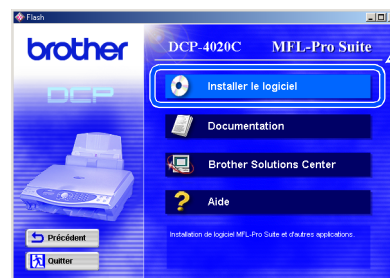 Flash
brother
DCP-4020C MFL-Pro Suite
DCP
Installer le logiciel
Documentation
Brother Solutions Center
Aide
Installation de logiciel MFL-Pro Suite et d'autres applications.
Précédent
Quitter